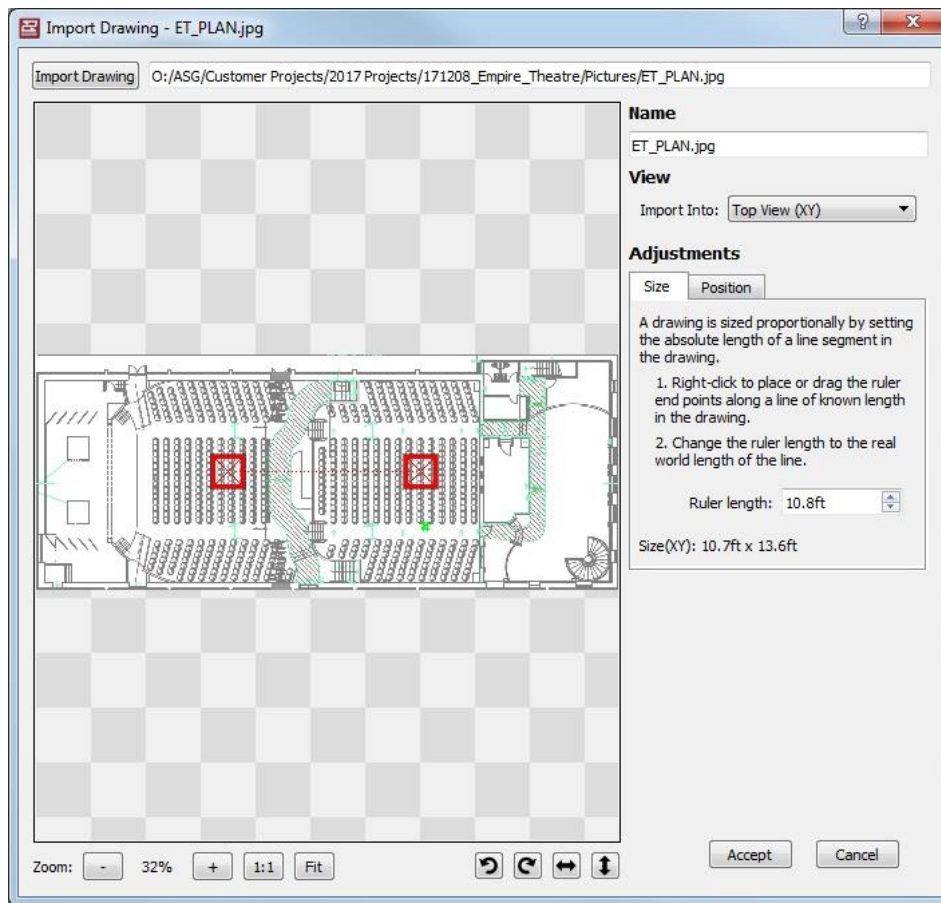 Import Drawing - ET_PLAN.jpg
?
Import Drawing
O:/ASG/Customer Projects/2017 Projects/171208_Empire_Theatre/Pictures/ET_PLAN.jpg
Name
ET_PLAN.jpg
View
Import Into: Top View (XY)
Adjustments
Size Position
A drawing is sized proportionally by setting
the absolute length of a line segment in
the drawing.
1. Right-click to place or drag the ruler
end points along a line of known length
in the drawing.
2. Change the ruler length to the real
world length of the line.
Ruler length: 10.8ft
Size(XY): 10.7ft x 13.6ft
Zoom: - 32% + 1:1 Fit
Accept Cancel